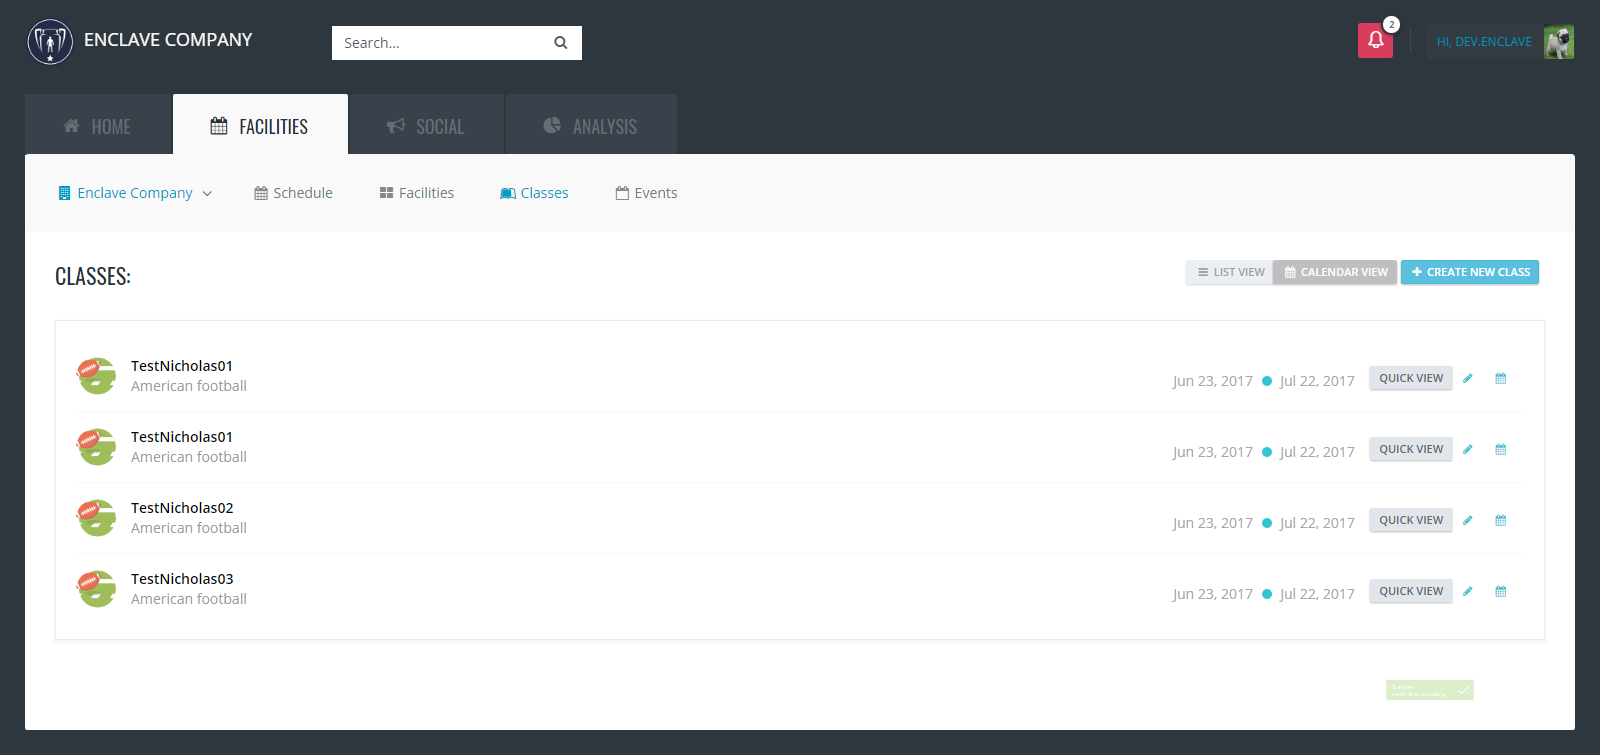 ENCLAVE COMPANY
Search...
2
HI, DEV.ENCLAVE
HOME
FACILITIES
SOCIAL
ANALYSIS
Enclave Company
Schedule
Facilities
Classes
Events
CLASSES:
LIST VIEW
CALENDAR VIEW
CREATE NEW CLASS
TestNicholas01
American football
Jun 23, 2017
Jul 22, 2017
QUICK VIEW
TestNicholas01
American football
Jun 23, 2017
Jul 22, 2017
QUICK VIEW
TestNicholas02
American football
Jun 23, 2017
Jul 22, 2017
QUICK VIEW
TestNicholas03
American football
Jun 23, 2017
Jul 22, 2017
QUICK VIEW